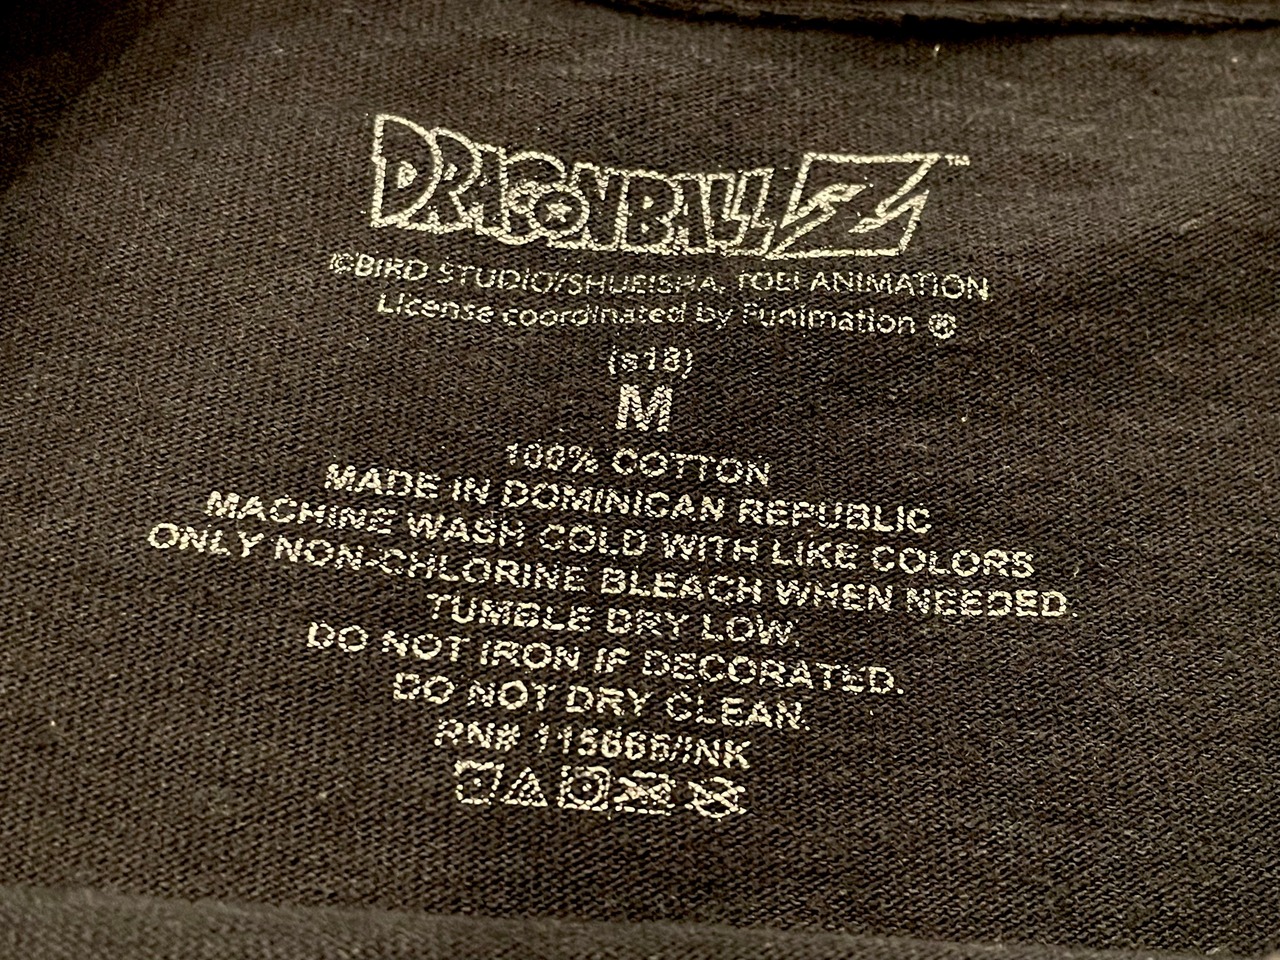 DRAGONBALL Z™
©BIRD STUDIO/SHUEISHA, TOEI ANIMATION
License coordinated by Funimation ®
(s18)
M
100% COTTON
MADE IN DOMINICAN REPUBLIC
MACHINE WASH COLD WITH LIKE COLORS
ONLY NON-CHLORINE BLEACH WHEN NEEDED.
TUMBLE DRY LOW.
DO NOT IRON IF DECORATED.
DO NOT DRY CLEAN.
RN#